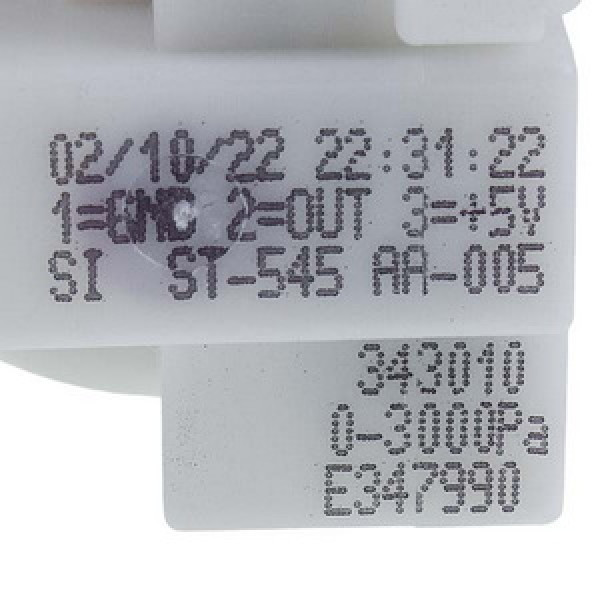 02/10/22 22:31:22
1=GND 2=OUT 3=+5V
SI ST-545 AA-005
343010
0-3000Pa
E347990